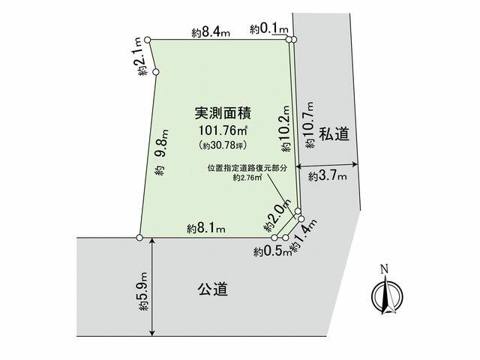 約8.4m
約0.1m
約2.1m
実測面積
101.76㎡
(約30.78坪)
約9.8m
約10.2m
約10.7m
私道
位置指定道路復元部分
約2.76㎡
約3.7m
約2.0m
約8.1m
約0.5m
約1.4m
約5.9m
公道
N